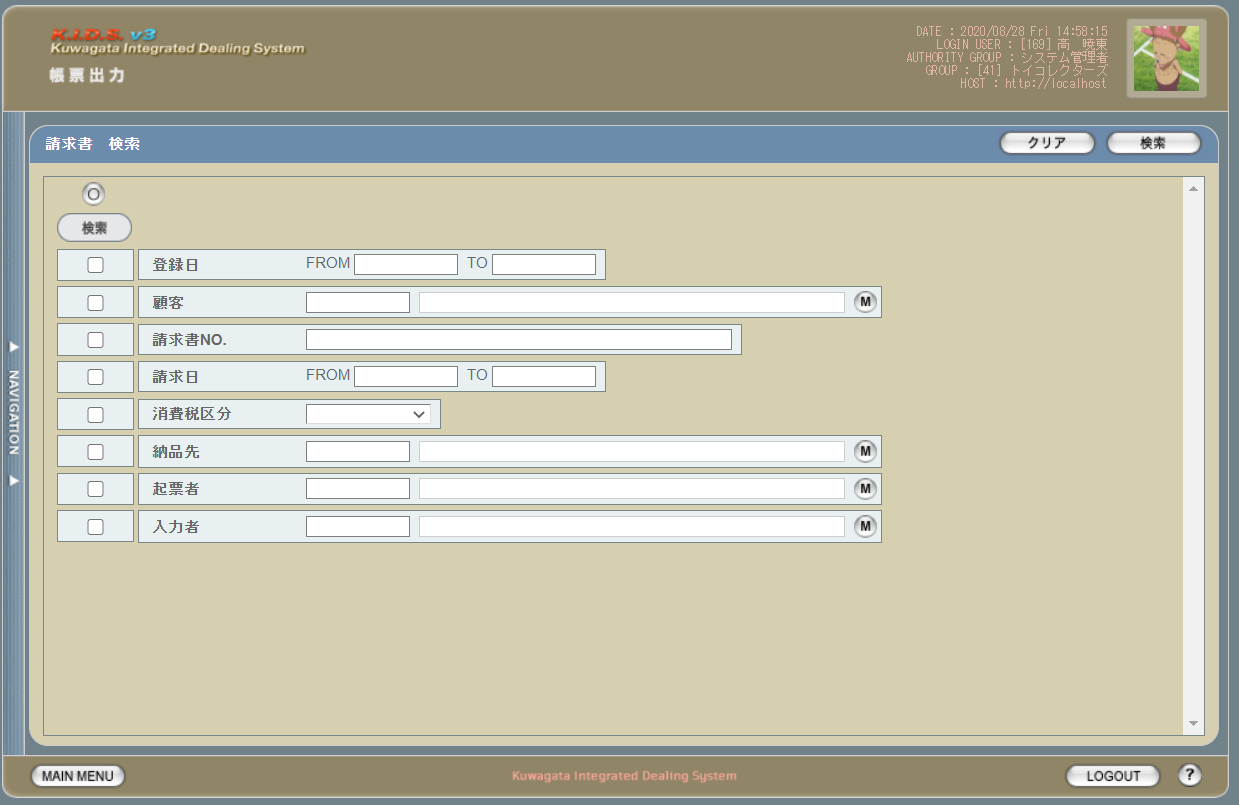 K.I.D.S. v3
Kuwagata Integrated Dealing System
帳票出力
DATE : 2020/08/28 Fri 14:58:15
LOGIN USER : [169] 高　暁東
AUTHORITY GROUP : システム管理者
GROUP : [41] トイコレクターズ
HOST : http://localhost
請求書　検索
クリア
検索
O
検索
登録日 FROM TO
顧客 M
請求書NO.
請求日 FROM TO
消費税区分
納品先 M
起票者 M
入力者 M
NAVIGATION
MAIN MENU
Kuwagata Integrated Dealing System
LOGOUT
?